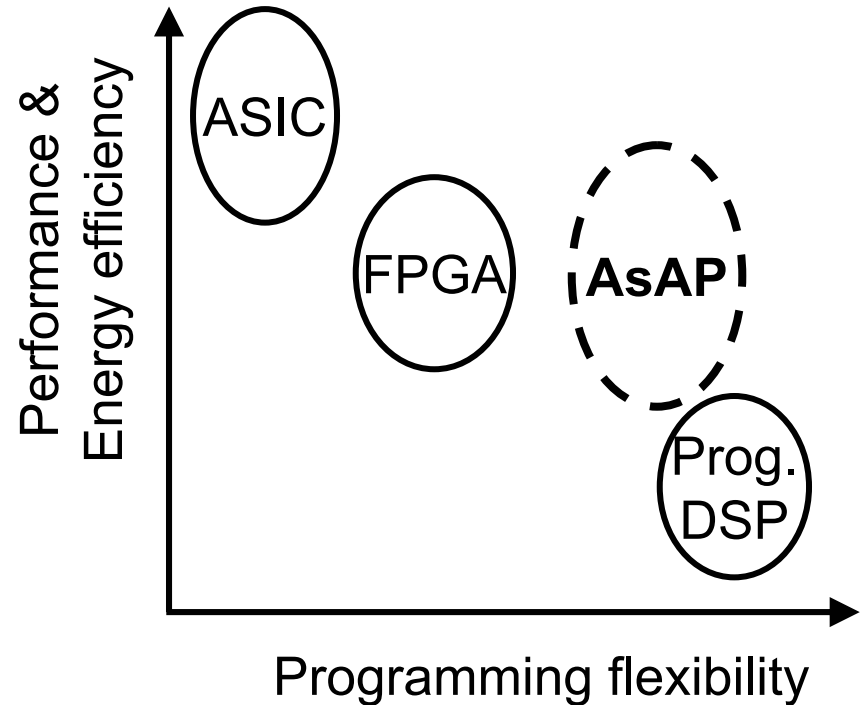 Performance &
Energy efficiency
ASIC
FPGA
AsAP
Prog.
DSP
Programming flexibility